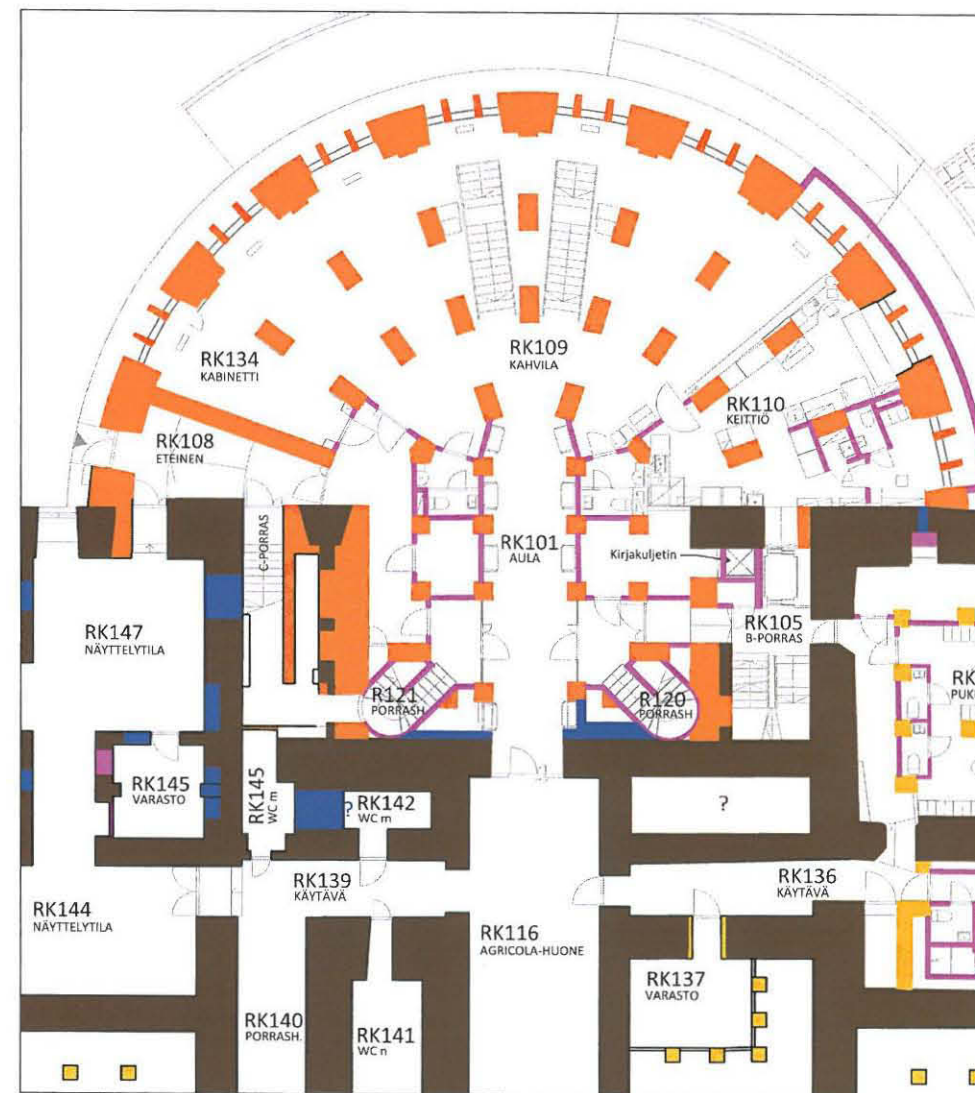 RK134
KABINETTI
RK109
KAHVILA
RK110
KEITTIÖ
RK108
ETEINEN
C-PORRAS
RK101
AULA
Kirjakuljetin
RK105
B-PORRAS
RK147
NÄYTTELYTILA
RK
PUK
R121
PORRASH
R120
PORRASH
RK145
VARASTO
RK145
WC m
?
RK142
WC m
?
RK139
KÄYTÄVÄ
RK136
KÄYTÄVÄ
RK144
NÄYTTELYTILA
RK116
AGRICOLA-HUONE
RK137
VARASTO
RK140
PORRASH.
RK141
WC n